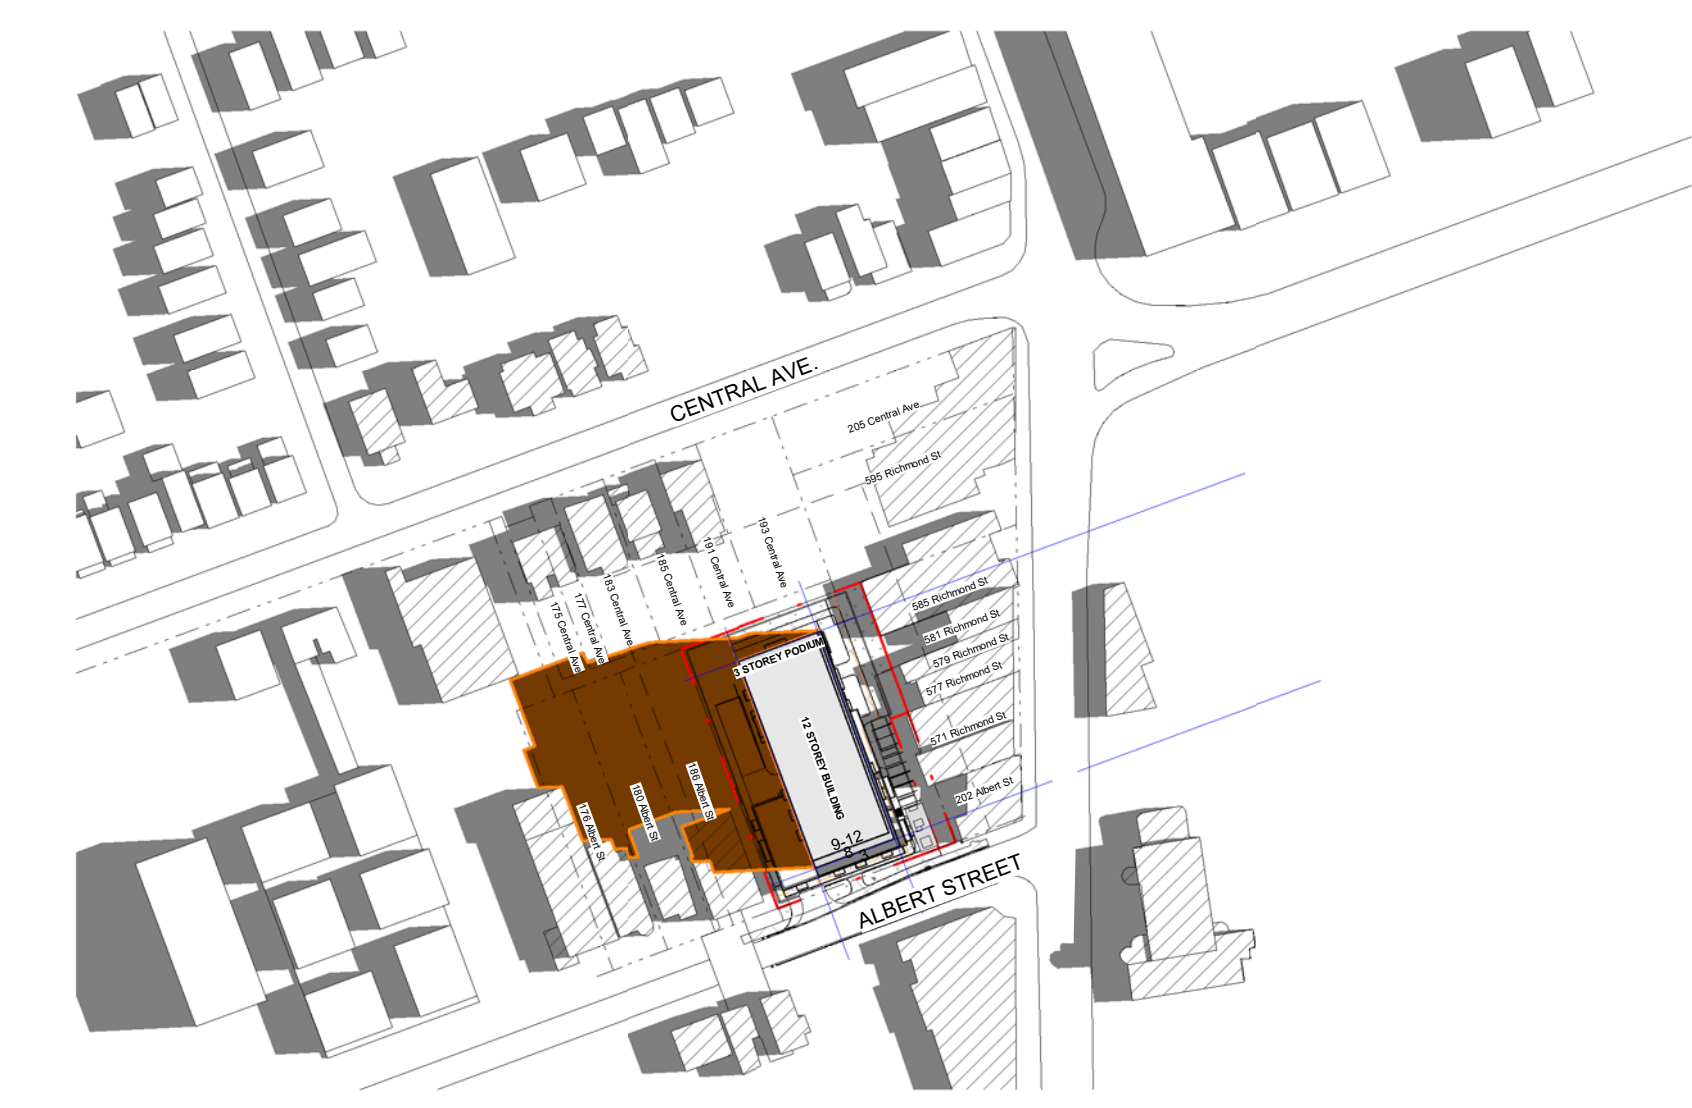 CENTRAL AVE.
205 Central Ave
595 Richmond St
193 Central Ave
191 Central Ave
185 Central Ave
183 Central Ave
177 Central Ave
175 Central Ave
585 Richmond St
581 Richmond St
579 Richmond St
577 Richmond St
571 Richmond St
202 Albert St
3 STOREY PODIUM
12 STOREY BUILDING
9-12
8
3
186 Albert St
180 Albert St
176 Albert St
ALBERT STREET